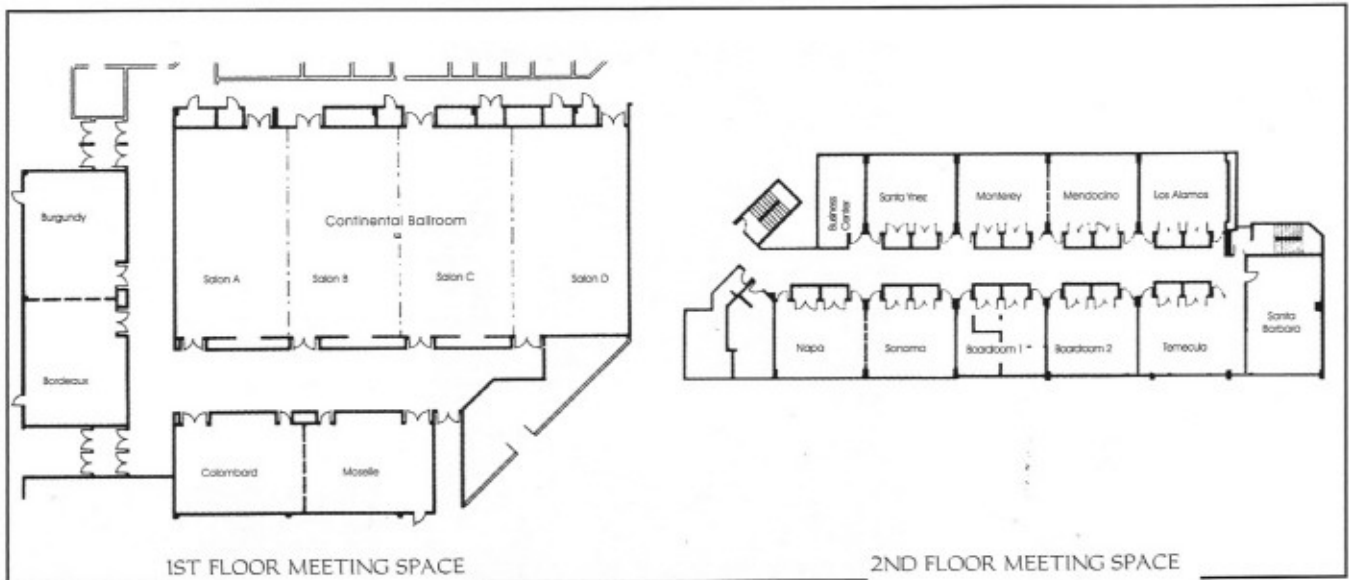 Burgundy
Continental Ballroom
Salon A
Salon B
Salon C
Salon D
Bordeaux
Colombard
Moselle
1ST FLOOR MEETING SPACE
Business
Center
Santa Ynez
Monterey
Mendocino
Los Alamos
Napa
Sonoma
Boardroom 1
Boardroom 2
Temecula
Santa
Barbara
2ND FLOOR MEETING SPACE